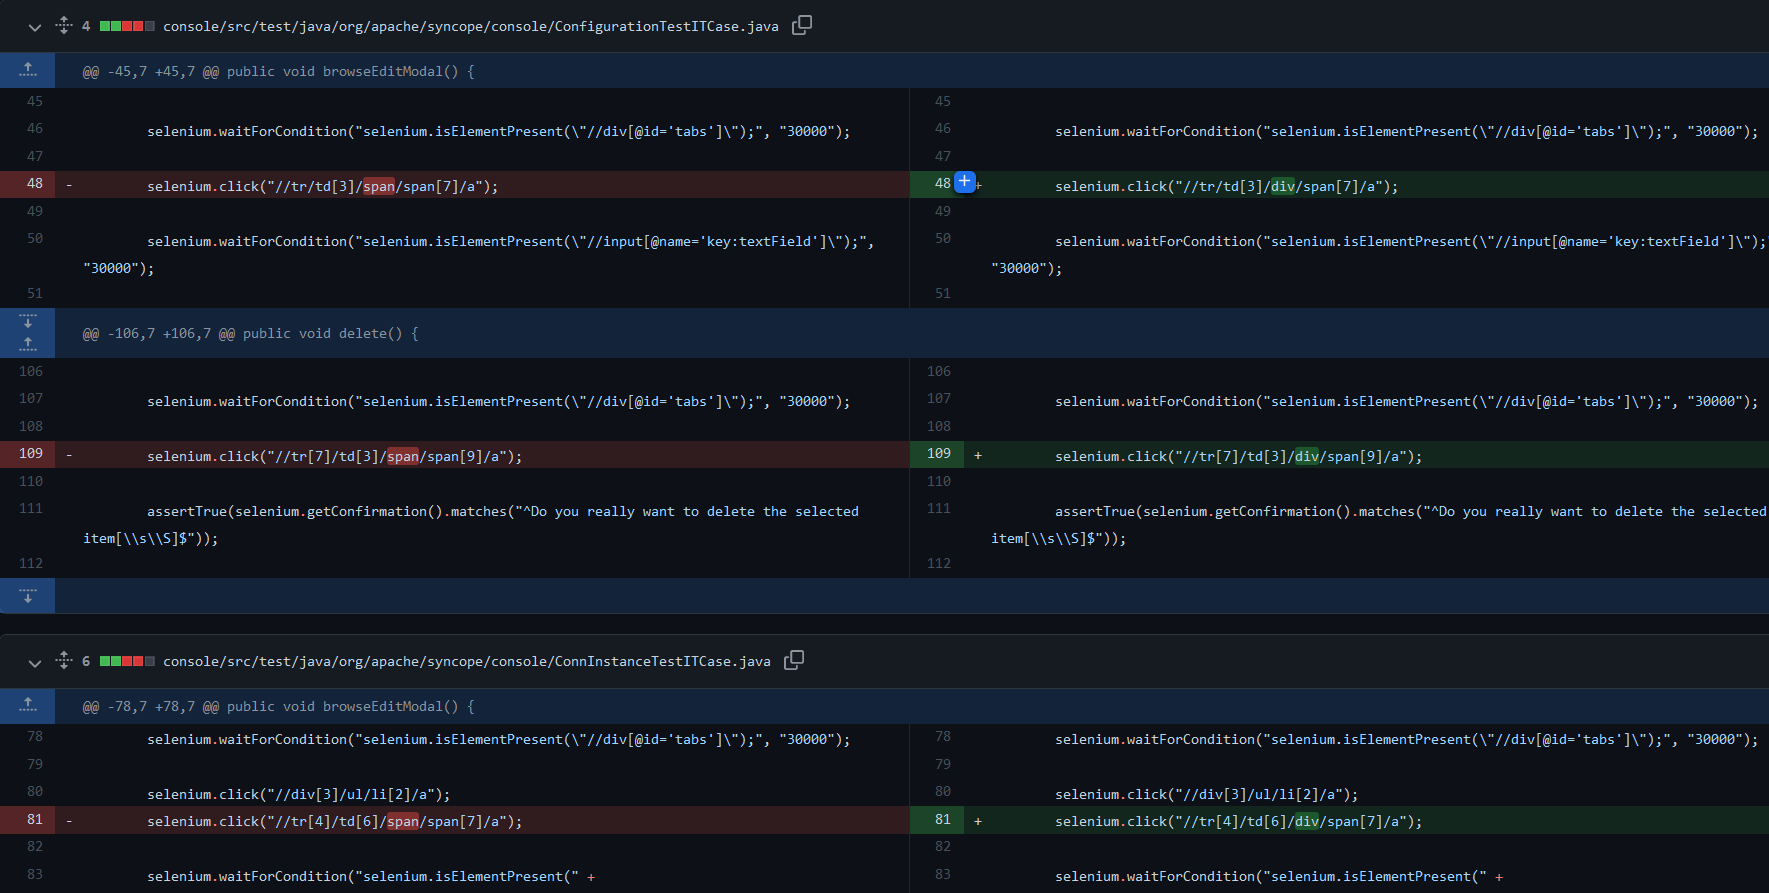 4 console/src/test/java/org/apache/syncope/console/ConfigurationTestITCase.java
@@ -45,7 +45,7 @@ public void browseEditModal() {
45 45
46 selenium.waitForCondition("selenium.isElementPresent(\"//div[@id='tabs']\");", "30000"); 46 selenium.waitForCondition("selenium.isElementPresent(\"//div[@id='tabs']\");", "30000");
47 47
48 - selenium.click("//tr/td[3]/span/span[7]/a"); 48 + selenium.click("//tr/td[3]/div/span[7]/a");
49 49
50 selenium.waitForCondition("selenium.isElementPresent(\"//input[@name='key:textField']\");", 50 selenium.waitForCondition("selenium.isElementPresent(\"//input[@name='key:textField']\");"
"30000"); "30000");
51 51
@@ -106,7 +106,7 @@ public void delete() {
106 106
107 selenium.waitForCondition("selenium.isElementPresent(\"//div[@id='tabs']\");", "30000"); 107 selenium.waitForCondition("selenium.isElementPresent(\"//div[@id='tabs']\");", "30000");
108 108
109 - selenium.click("//tr[7]/td[3]/span/span[9]/a"); 109 + selenium.click("//tr[7]/td[3]/div/span[9]/a");
110 110
111 assertTrue(selenium.getConfirmation().matches("^Do you really want to delete the selected 111 assertTrue(selenium.getConfirmation().matches("^Do you really want to delete the selected
item[\\s\\S]$")); item[\\s\\S]$"));
112 112
6 console/src/test/java/org/apache/syncope/console/ConnInstanceTestITCase.java
@@ -78,7 +78,7 @@ public void browseEditModal() {
78 selenium.waitForCondition("selenium.isElementPresent(\"//div[@id='tabs']\");", "30000"); 78 selenium.waitForCondition("selenium.isElementPresent(\"//div[@id='tabs']\");", "30000");
79 79
80 selenium.click("//div[3]/ul/li[2]/a"); 80 selenium.click("//div[3]/ul/li[2]/a");
81 - selenium.click("//tr[4]/td[6]/span/span[7]/a"); 81 + selenium.click("//tr[4]/td[6]/div/span[7]/a");
82 82
83 selenium.waitForCondition("selenium.isElementPresent(" + 83 selenium.waitForCondition("selenium.isElementPresent(" +